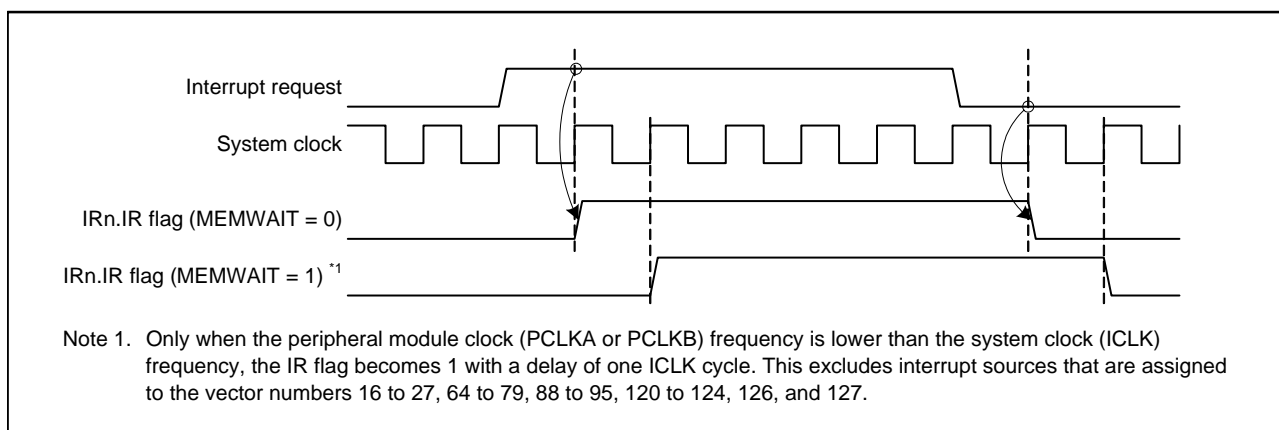 Interrupt request
System clock
IRn.IR flag (MEMWAIT = 0)
IRn.IR flag (MEMWAIT = 1) *1
Note 1. Only when the peripheral module clock (PCLKA or PCLKB) frequency is lower than the system clock (ICLK)
frequency, the IR flag becomes 1 with a delay of one ICLK cycle. This excludes interrupt sources that are assigned
to the vector numbers 16 to 27, 64 to 79, 88 to 95, 120 to 124, 126, and 127.